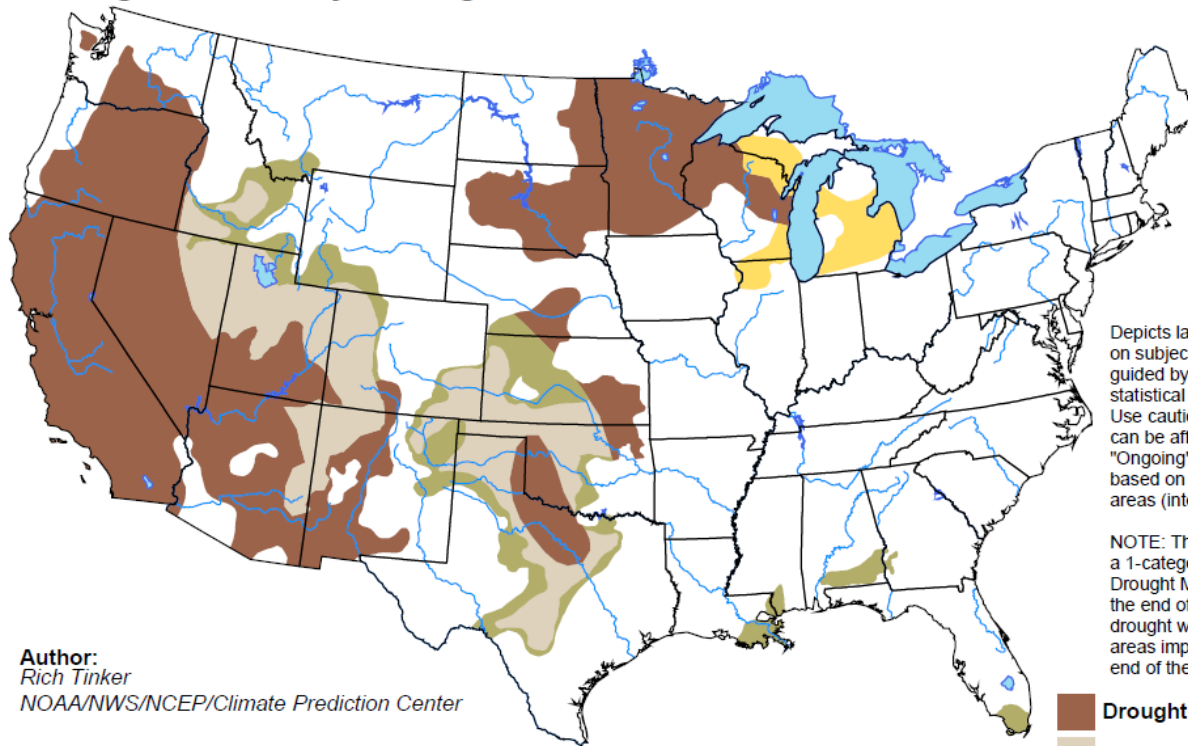 Depicts la
on subjec
guided by
statistical
Use cautio
can be aff
"Ongoing"
based on
areas (inte
NOTE: Th
a 1-catego
Drought M
the end of
drought w
areas imp
end of the
Author:
Rich Tinker
NOAA/NWS/NCEP/Climate Prediction Center
Drought